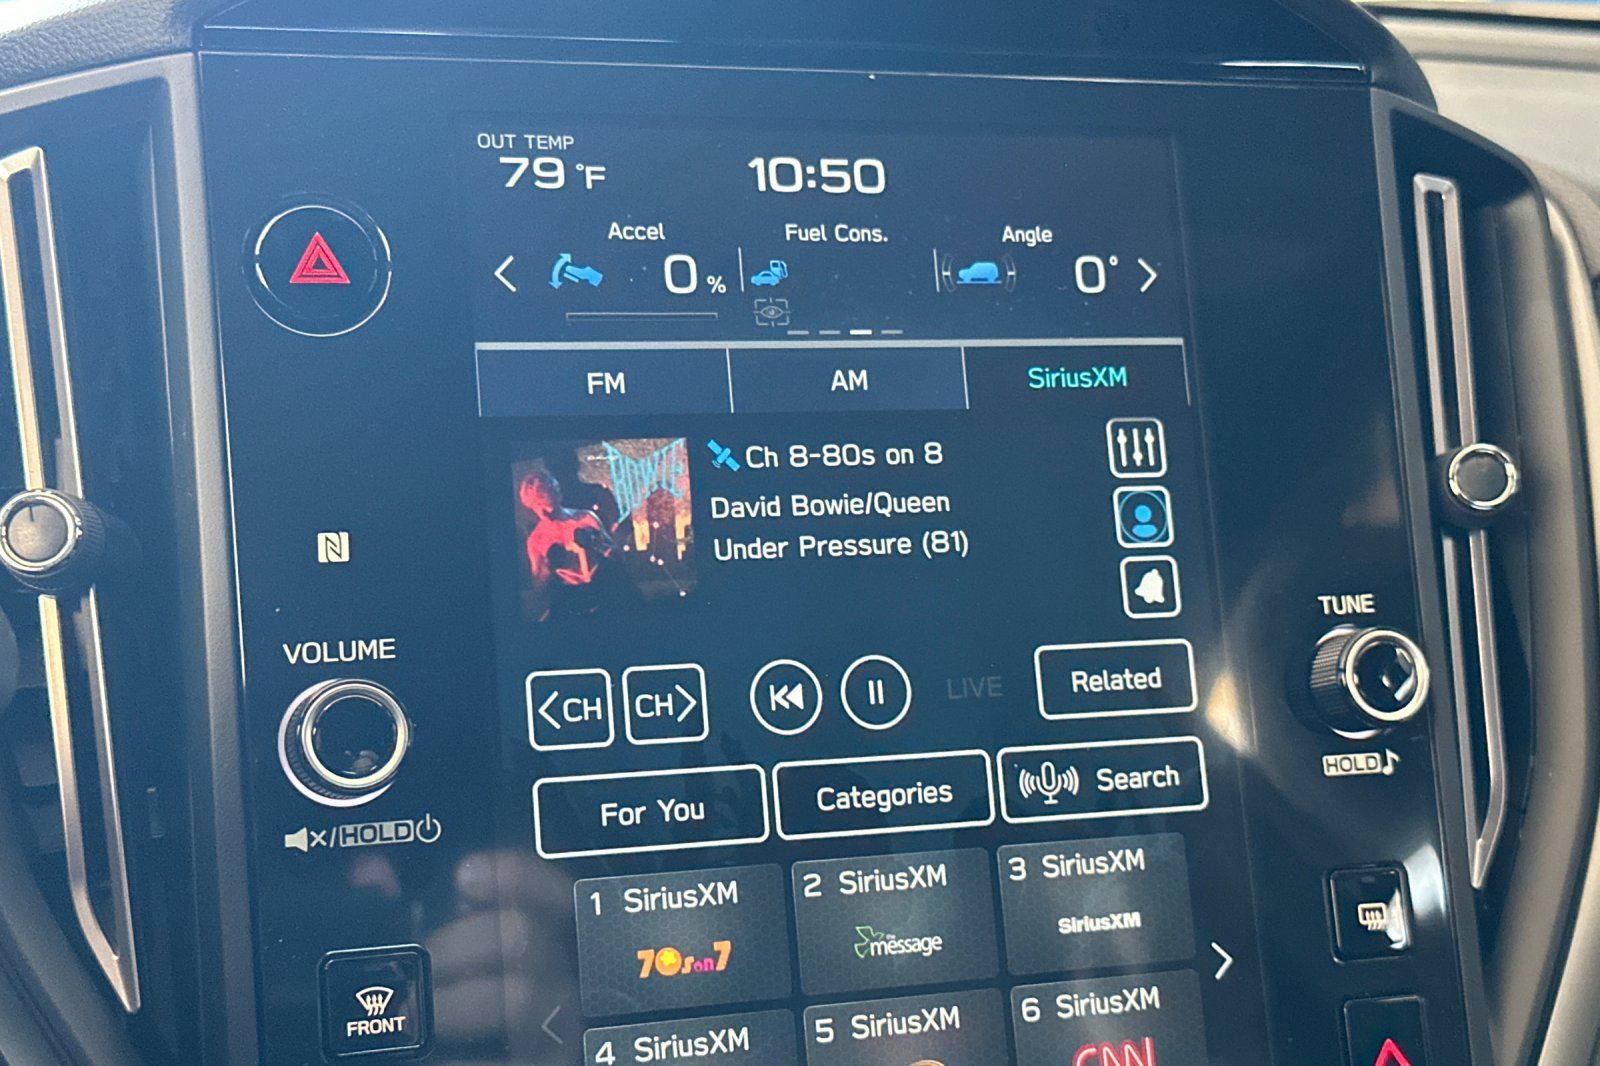 OUT TEMP
79 °F
10:50
Accel
Fuel Cons.
Angle
0 %
0°
FM
AM
SiriusXM
BOWIE
Ch 8-80s on 8
David Bowie/Queen
Under Pressure (81)
VOLUME
TUNE
<CH
CH>
LIVE
Related
HOLD♪
For You
Categories
Search
x/HOLD
1 SiriusXM
2 SiriusXM
3 SiriusXM
70s on 7
the message
SiriusXM
FRONT
4 SiriusXM
5 SiriusXM
6 SiriusXM
CNN